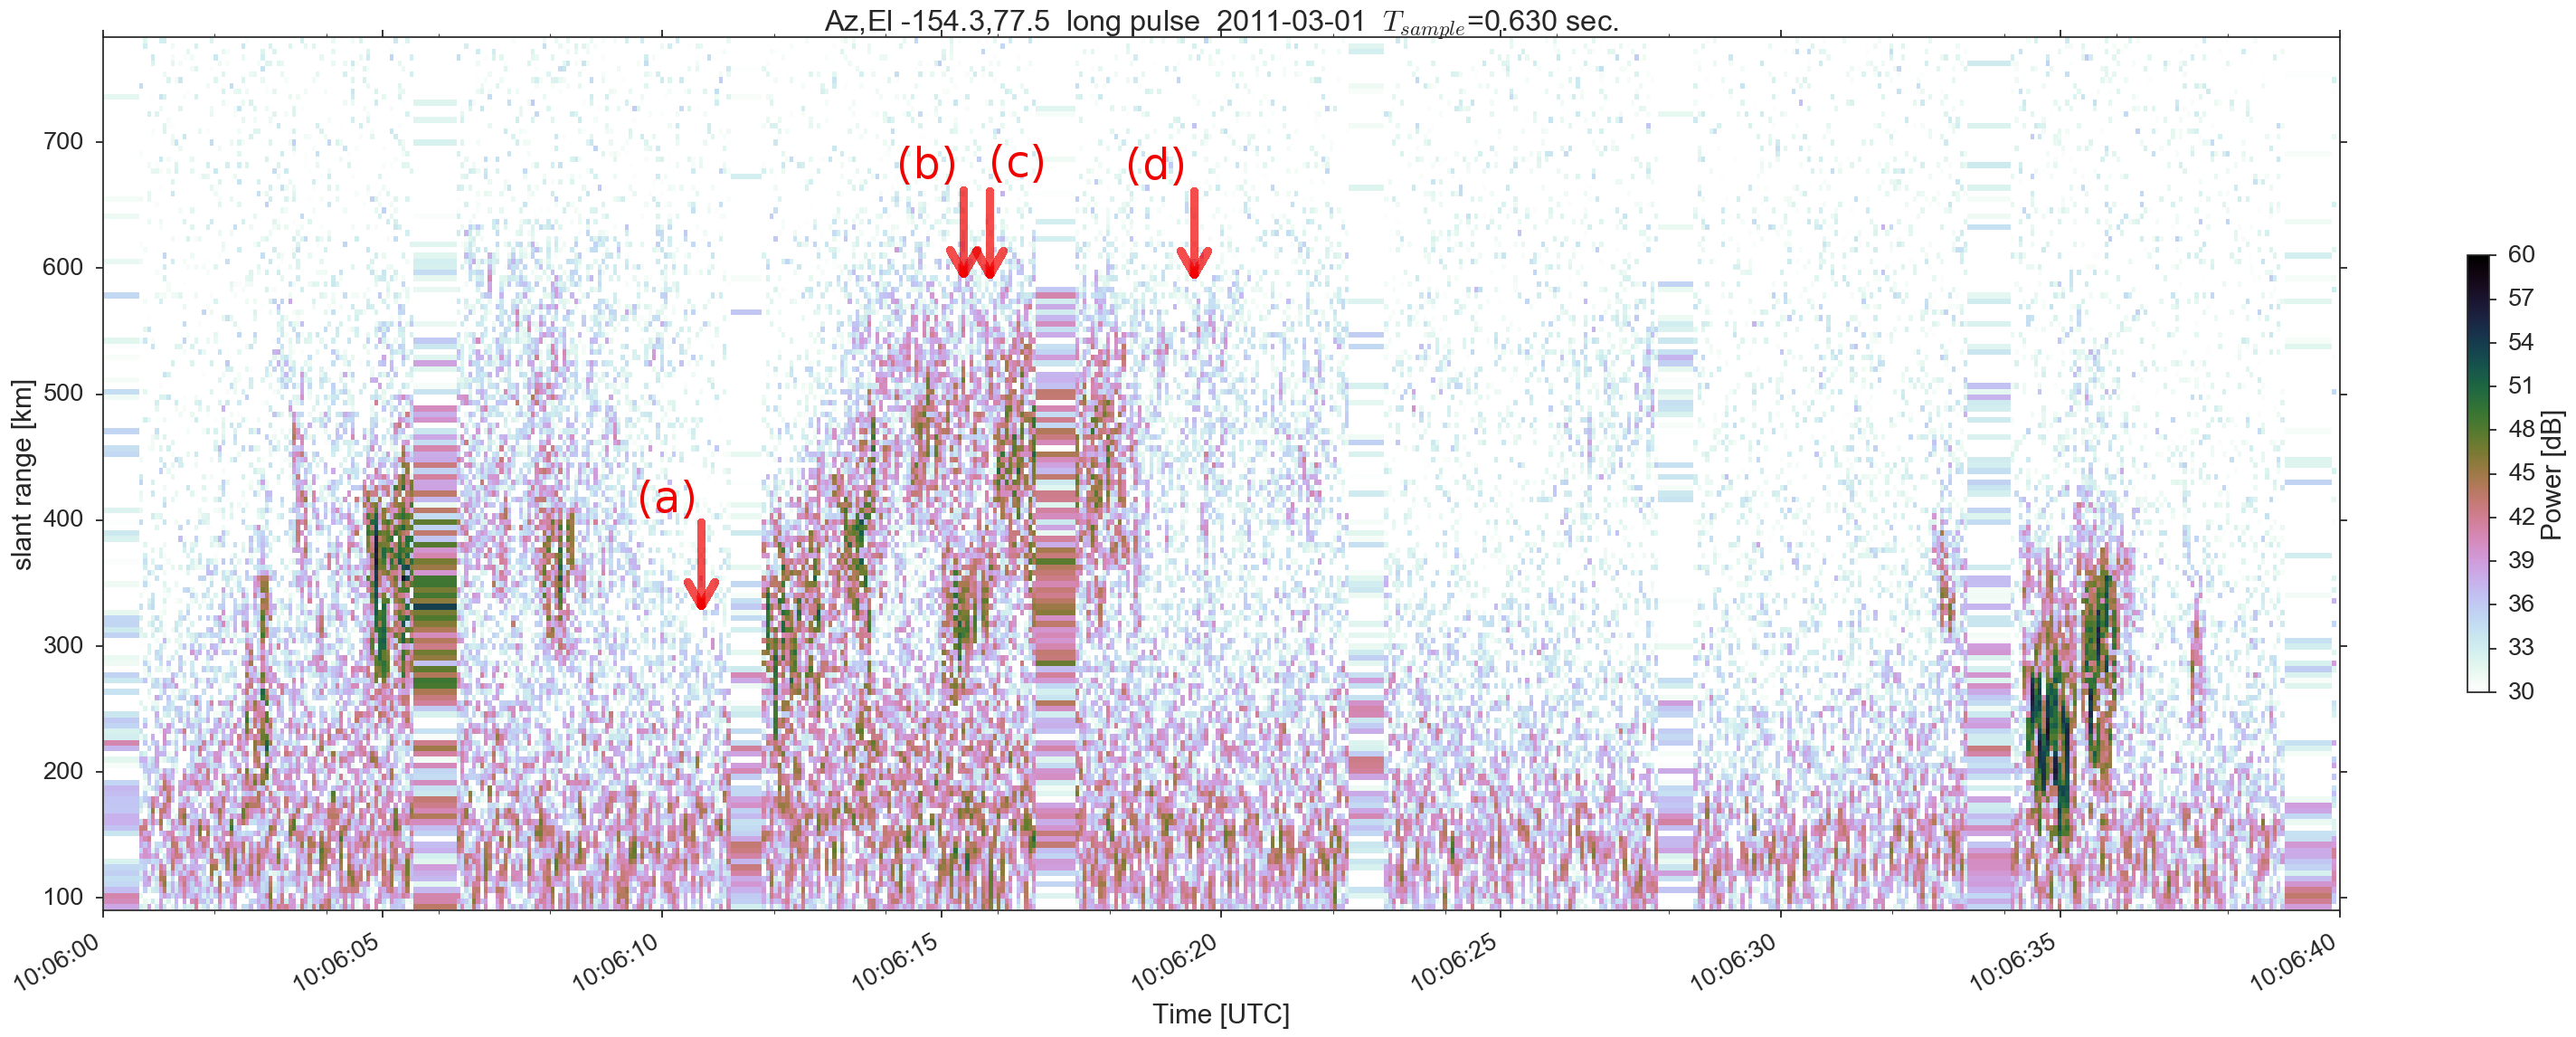 Az,El -154.3,77.5 long pulse 2011-03-01 T_sample=0.630 sec.
700
600
500
400
300
200
100
slant range [km]
(b) (c) (d)
(a)
10:06:00 10:06:05 10:06:10 10:06:15 10:06:20 10:06:25 10:06:30 10:06:35 10:06:40
Time [UTC]
60
57
54
51
48
45
42
39
36
33
30
Power [dB]